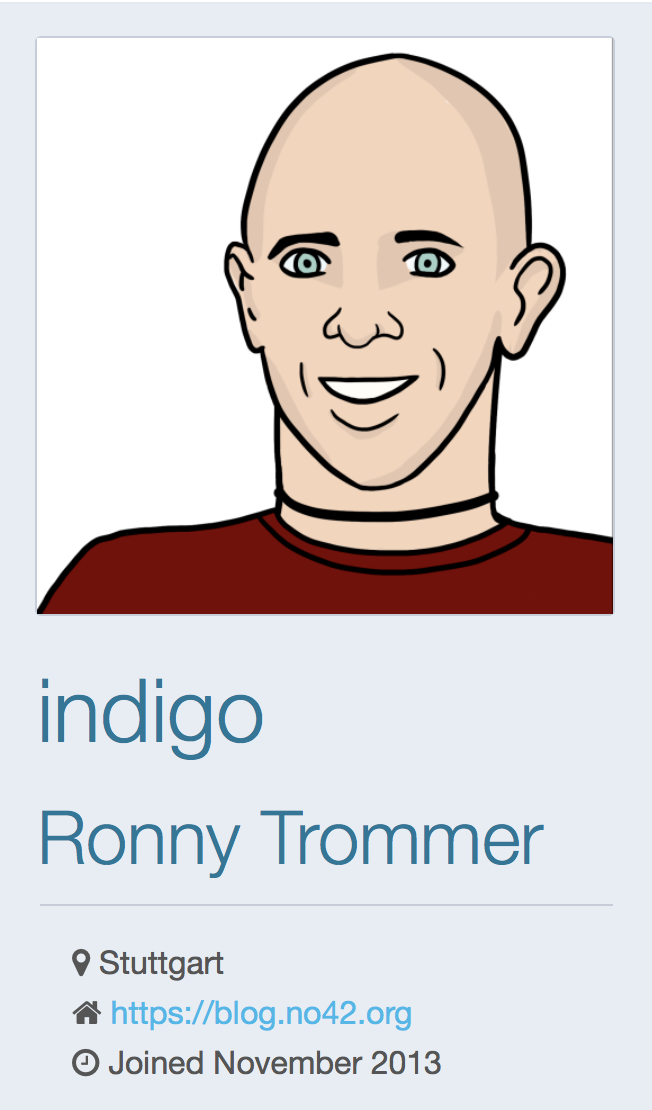 indigo
Ronny Trommer
Stuttgart
https://blog.no42.org
Joined November 2013